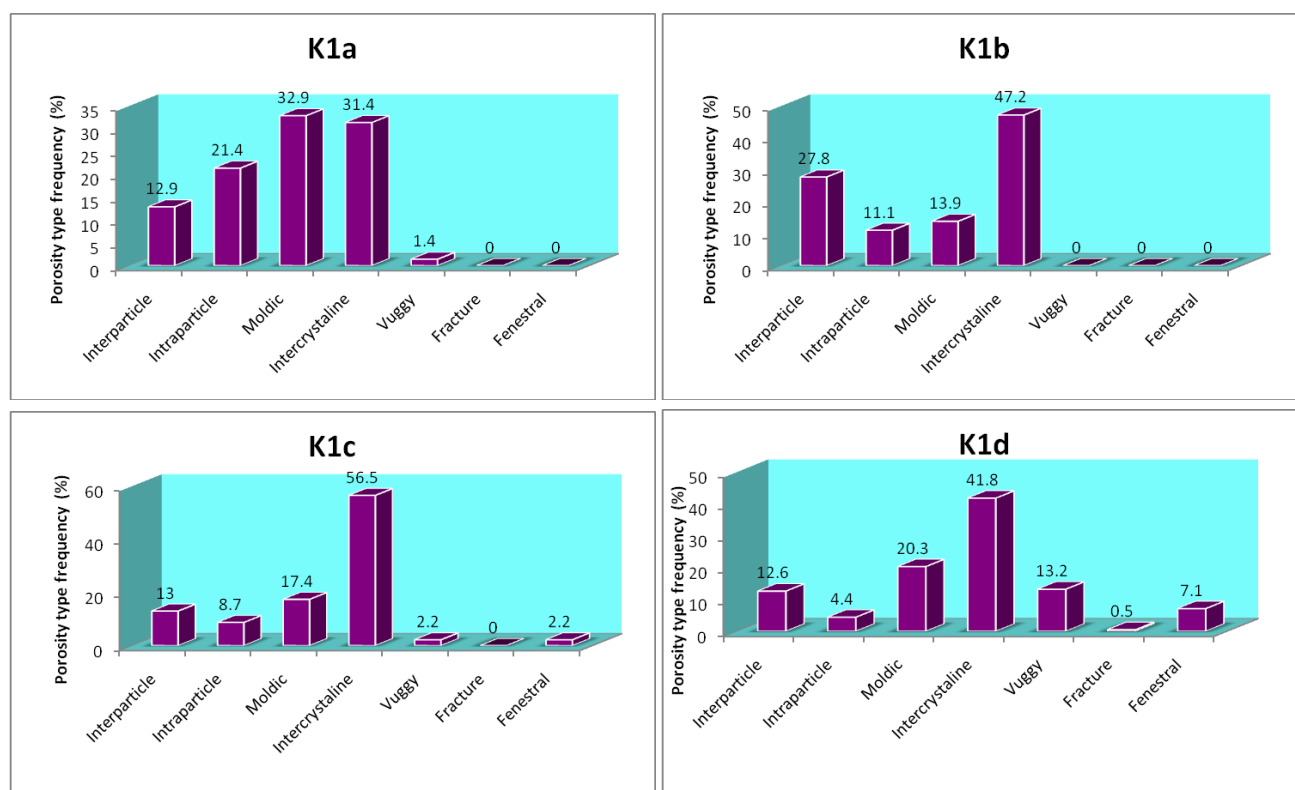 K1a
Porosity type frequency (%)
35
30
25
20
15
10
5
0
12.9
21.4
32.9
31.4
1.4
0
0
Interparticle
Intraparticle
Moldic
Intercrystaline
Vuggy
Fracture
Fenestral
K1b
Porosity type frequency (%)
50
40
30
20
10
0
27.8
11.1
13.9
47.2
0
0
0
Interparticle
Intraparticle
Moldic
Intercrystaline
Vuggy
Fracture
Fenestral
K1c
Porosity type frequency (%)
60
40
20
0
13
8.7
17.4
56.5
2.2
0
2.2
Interparticle
Intraparticle
Moldic
Intercrystaline
Vuggy
Fracture
Fenestral
K1d
Porosity type frequency (%)
50
40
30
20
10
0
12.6
4.4
20.3
41.8
13.2
0.5
7.1
Interparticle
Intraparticle
Moldic
Intercrystaline
Vuggy
Fracture
Fenestral